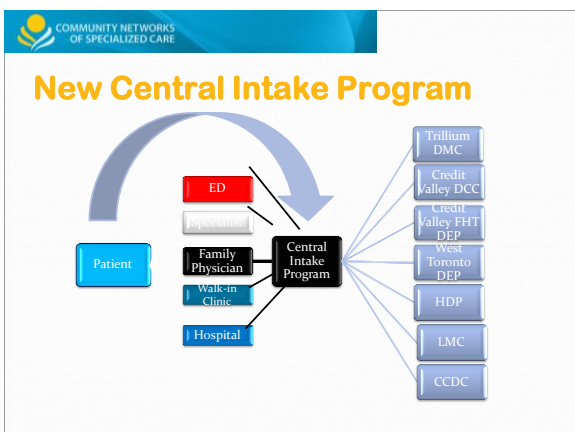 COMMUNITY NETWORKS
OF SPECIALIZED CARE
New Central Intake Program
Patient
ED
Specialist
Family
Physician
Walk-in
Clinic
Hospital
Central
Intake
Program
Trillium
DMC
Credit
Valley DCC
Credit
Valley FHT
DEP
West
Toronto
DEP
HDP
LMC
CCDC